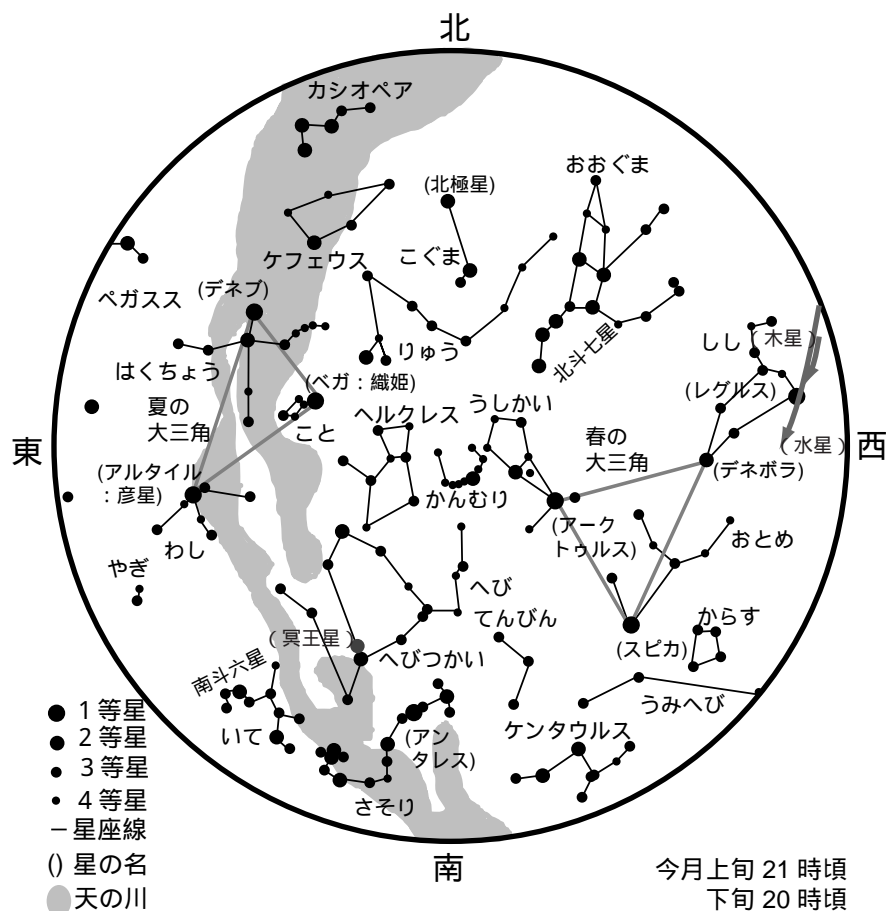 北
カシオペア
おおぐま
(北極星)
ケフェウス
こぐま
ペガスス
(デネブ)
はくちょう
りゅう
北斗七星
しし
(木星)
(ベガ:織姫)
(レグルス)
夏の
大三角
こと
ヘルクレス
うしかい
春の
大三角
東
西
(水星)
(デネボラ)
(アルタイル
:彦星)
かんむり
(アーク
トゥルス)
おとめ
わし
やぎ
へび
てんびん
からす
(冥王星)
へびつかい
(スピカ)
南斗六星
うみへび
いて
(アン
タレス)
ケンタウルス
さそり
1等星
2等星
3等星
4等星
星座線
() 星の名
天の川
南
今月上旬 21 時頃
下旬 20 時頃